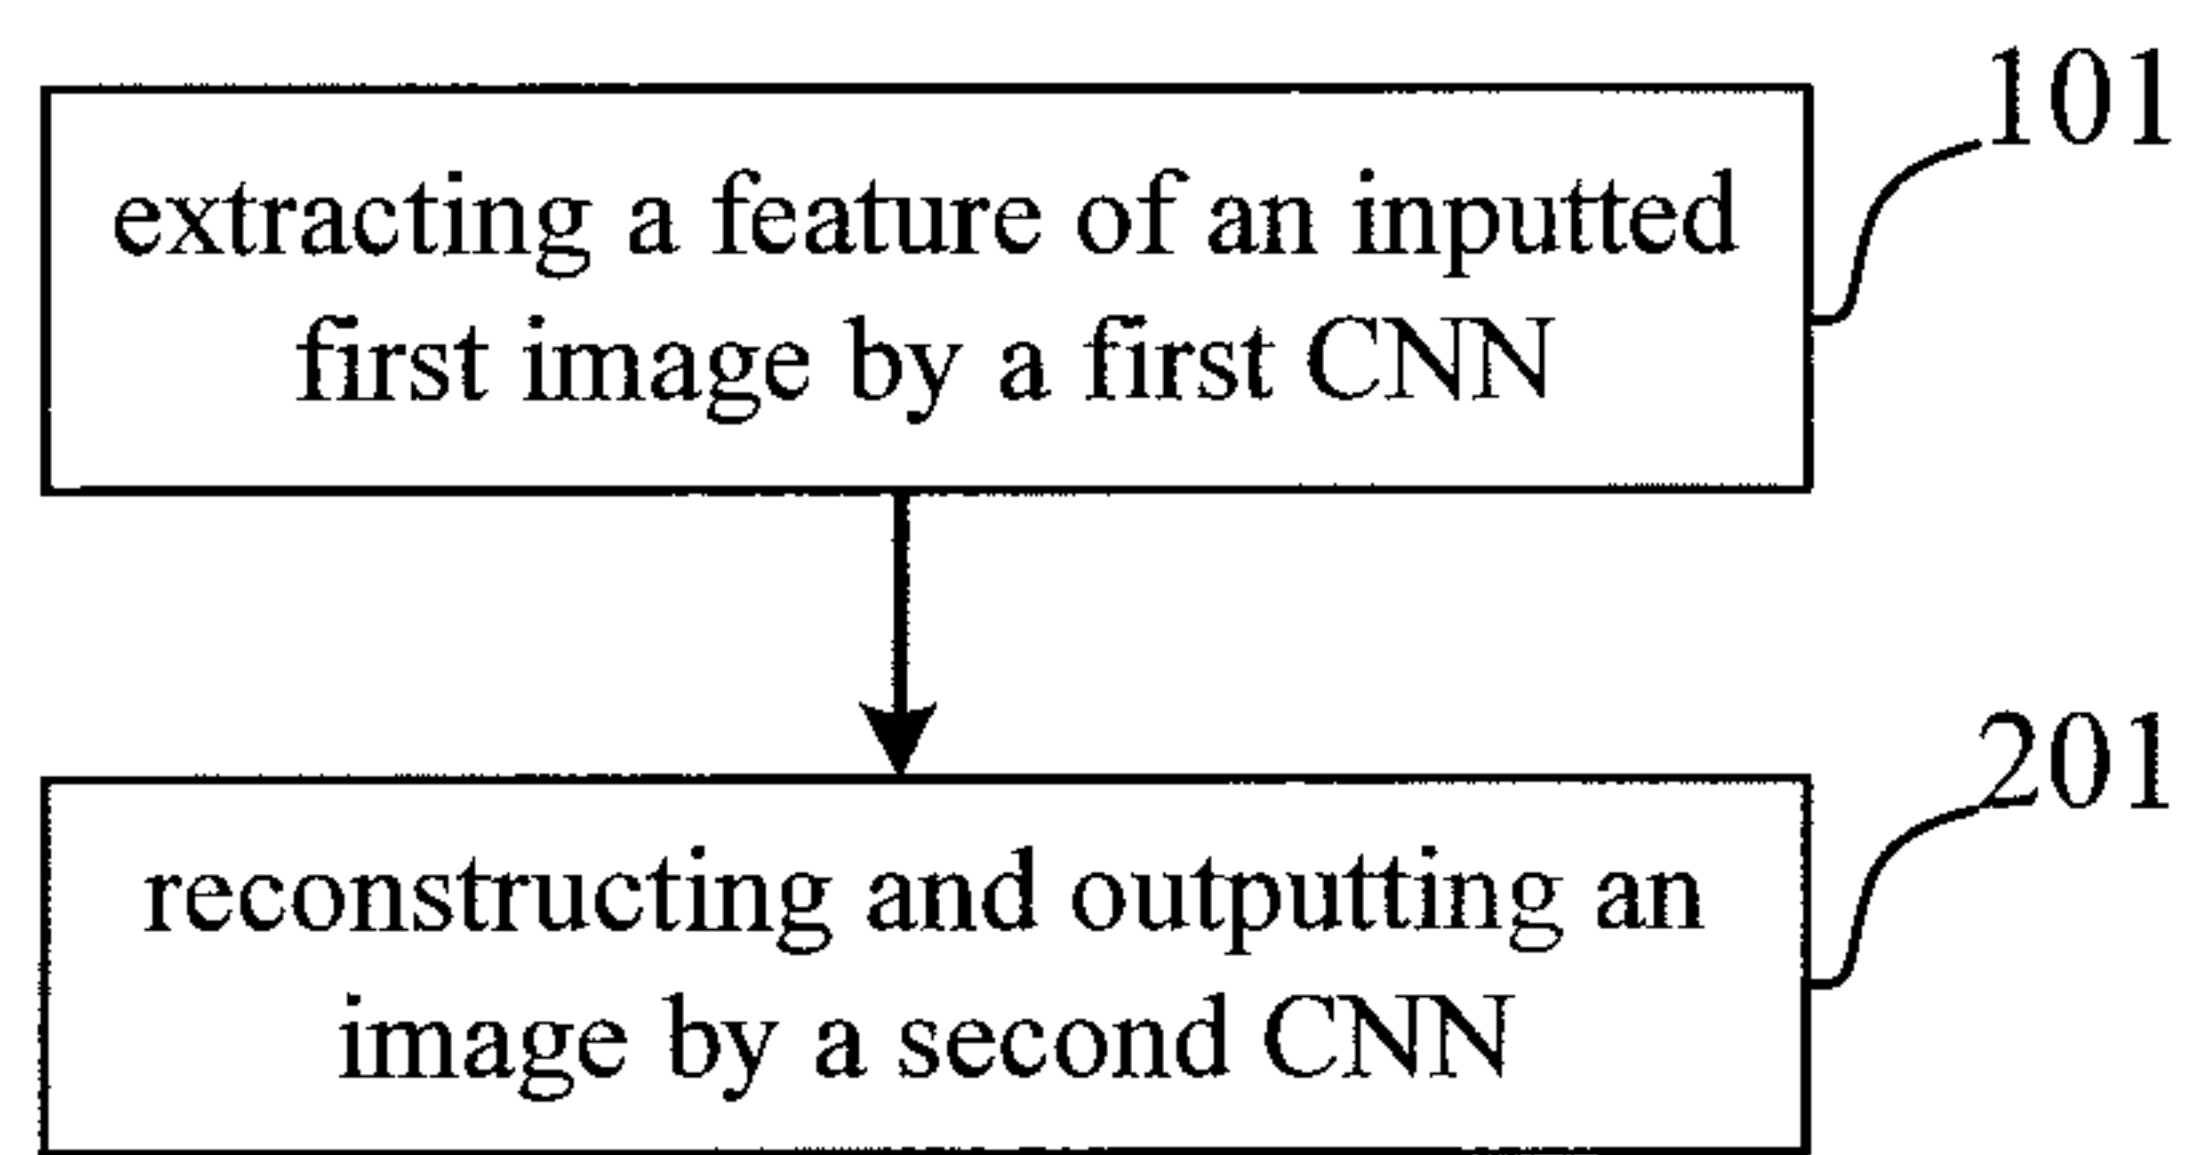 101
extracting a feature of an inputted
first image by a first CNN
201
reconstructing and outputting an
image by a second CNN